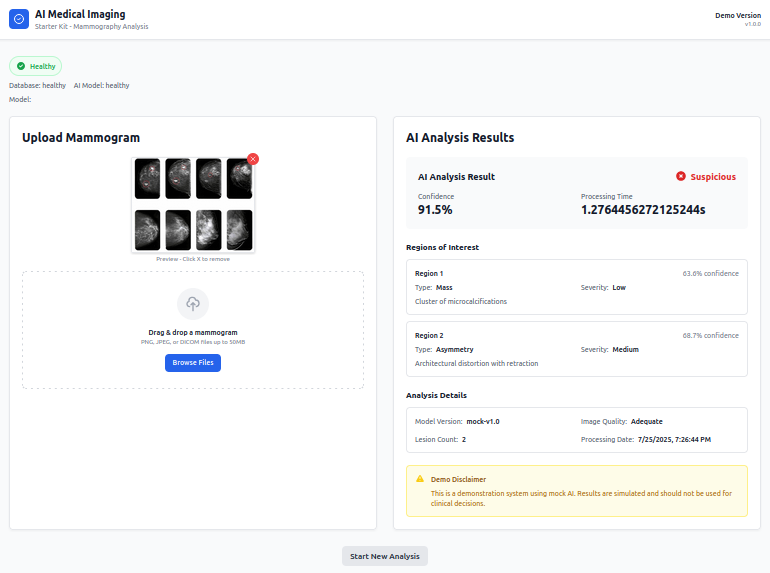 AI Medical Imaging
Starter Kit - Mammography Analysis
Demo Version
v1.0.0
Healthy
Database: healthy AI Model: healthy
Model:
Upload Mammogram
Preview - Click X to remove
Drag & drop a mammogram
PNG, JPEG, or DICOM files up to 50MB
Browse Files
AI Analysis Results
AI Analysis Result
Suspicious
Confidence
Processing Time
91.5%
1.2764456272125244s
Regions of Interest
Region 1
63.6% confidence
Type: Mass
Severity: Low
Cluster of microcalcifications
Region 2
68.7% confidence
Type: Asymmetry
Severity: Medium
Architectural distortion with retraction
Analysis Details
Model Version: mock-v1.0
Image Quality: Adequate
Lesion Count: 2
Processing Date: 7/25/2025, 7:26:44 PM
Demo Disclaimer
This is a demonstration system using mock AI. Results are simulated and should not be used for
clinical decisions.
Start New Analysis